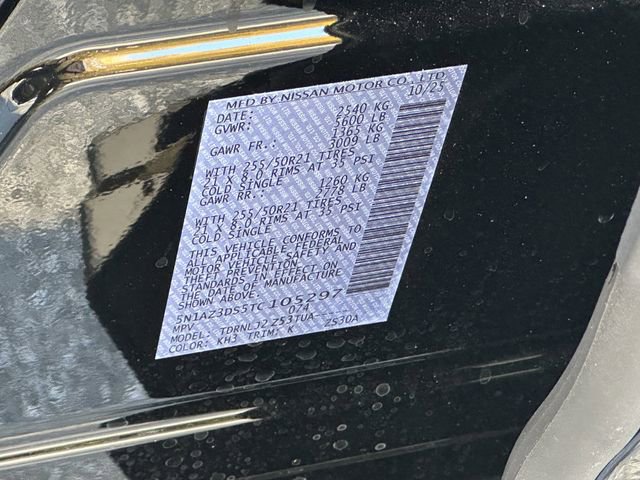 MFD BY NISSAN MOTOR CO., LTD.
DATE: 10/25
GVWR: 2540 KG
5600 LB
GAWR FR.: 1365 KG
3009 LB
WITH 255/50R21 TIRES
21 X 8.0 RIMS AT 35 PSI
COLD SINGLE
GAWR RR.: 1260 KG
2778 LB
WITH 255/50R21 TIRES
21 X 8.0 RIMS AT 35 PSI
COLD SINGLE
THIS VEHICLE CONFORMS TO
ALL APPLICABLE FEDERAL
MOTOR VEHICLE SAFETY AND
THEFT PREVENTION
STANDARDS IN EFFECT ON
THE DATE OF MANUFACTURE
SHOWN ABOVE.
5N1AZ3DS5TC105297
MPV 074
MODEL: TDRNLJZZ53TUA ZS30A
COLOR: KH3 TRIM: K